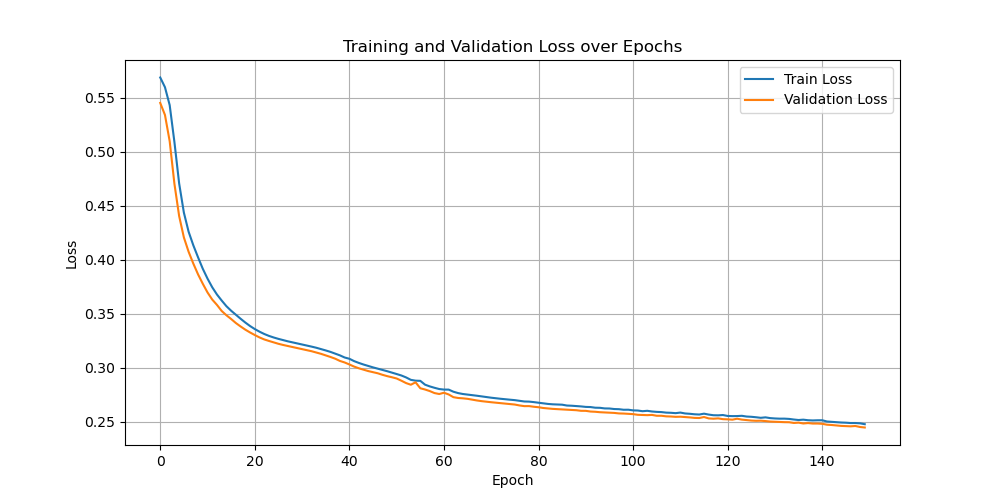 Training and Validation Loss over Epochs
Train Loss
Validation Loss
Loss
0.55
0.50
0.45
0.40
0.35
0.30
0.25
0 20 40 60 80 100 120 140
Epoch